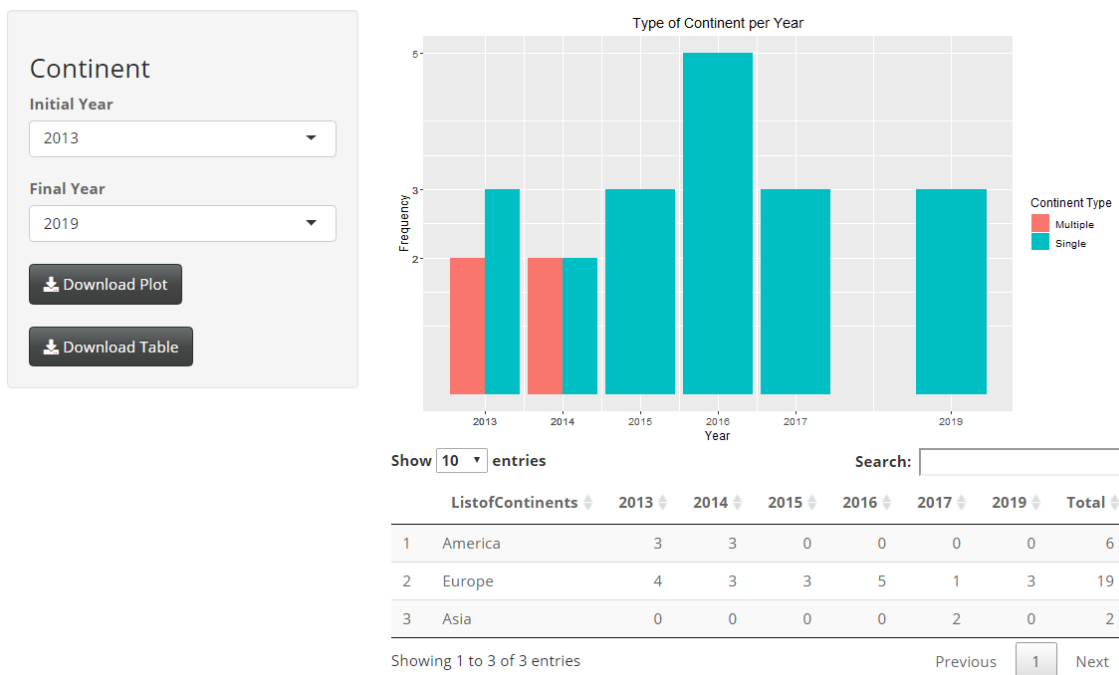 Continent
Initial Year
2013
Final Year
2019
Download Plot
Download Table
Type of Continent per Year
Frequency
5
3
2
2013 2014 2015 2016 2017 2019
Year
Continent Type
Multiple
Single
Show 10 entries Search:
ListofContinents 2013 2014 2015 2016 2017 2019 Total
1 America 3 3 0 0 0 0 6
2 Europe 4 3 3 5 1 3 19
3 Asia 0 0 0 0 2 0 2
Showing 1 to 3 of 3 entries Previous 1 Next